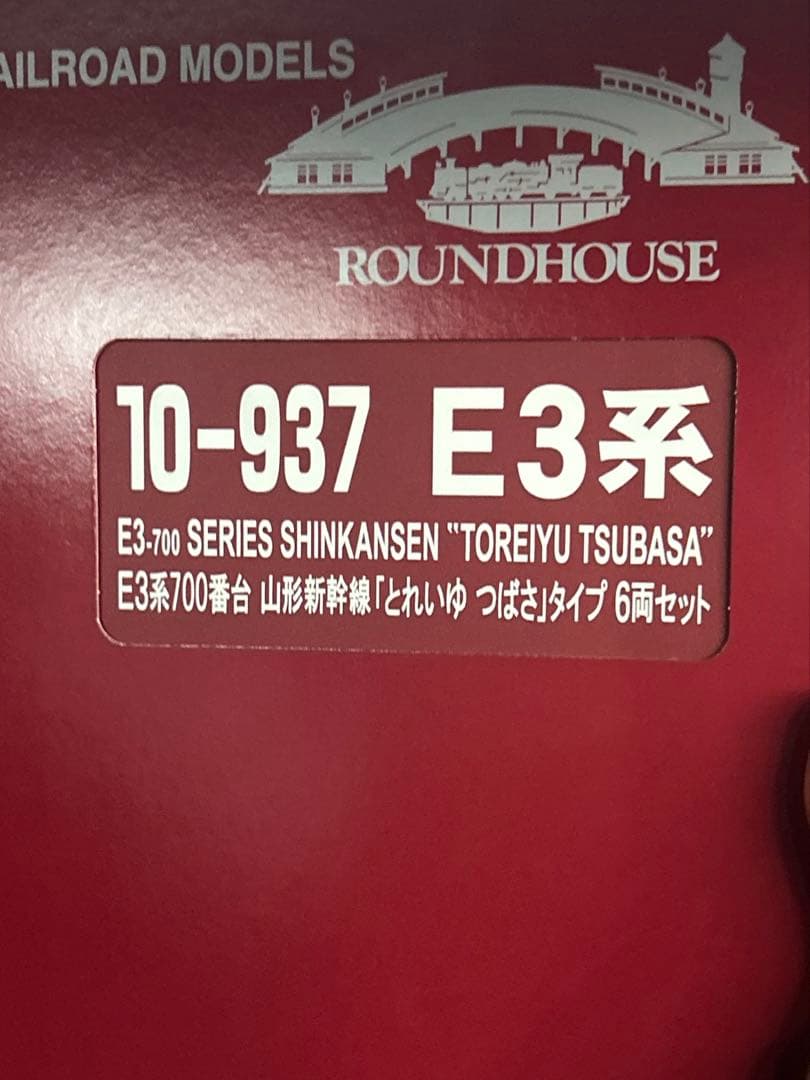 AILROAD MODELS
ROUNDHOUSE
10-937 E3系
E3-700 SERIES SHINKANSEN "TOREIYU TSUBASA"
E3系700番台 山形新幹線「とれいゆ つばさ」タイプ 6両セット